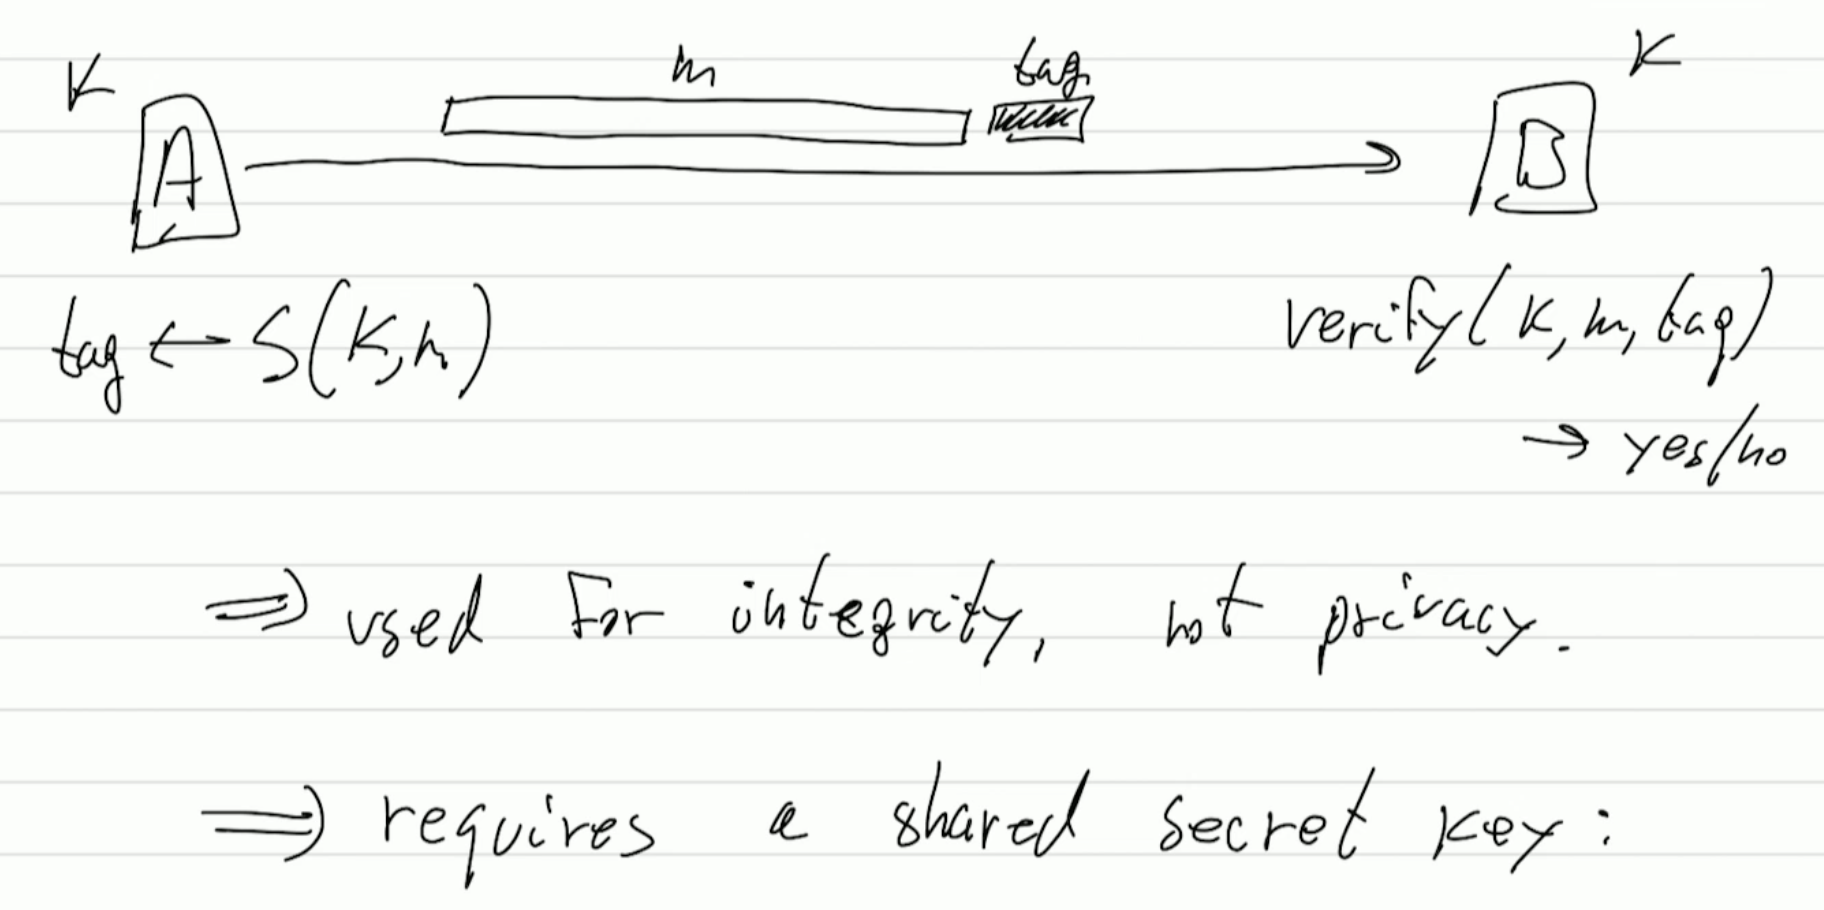 K m tag K
A B
tag ← S(K,m)
verify(K, m, tag)
→ yes/no
⇒ used for integrity, not privacy.
⇒ requires a shared secret key: